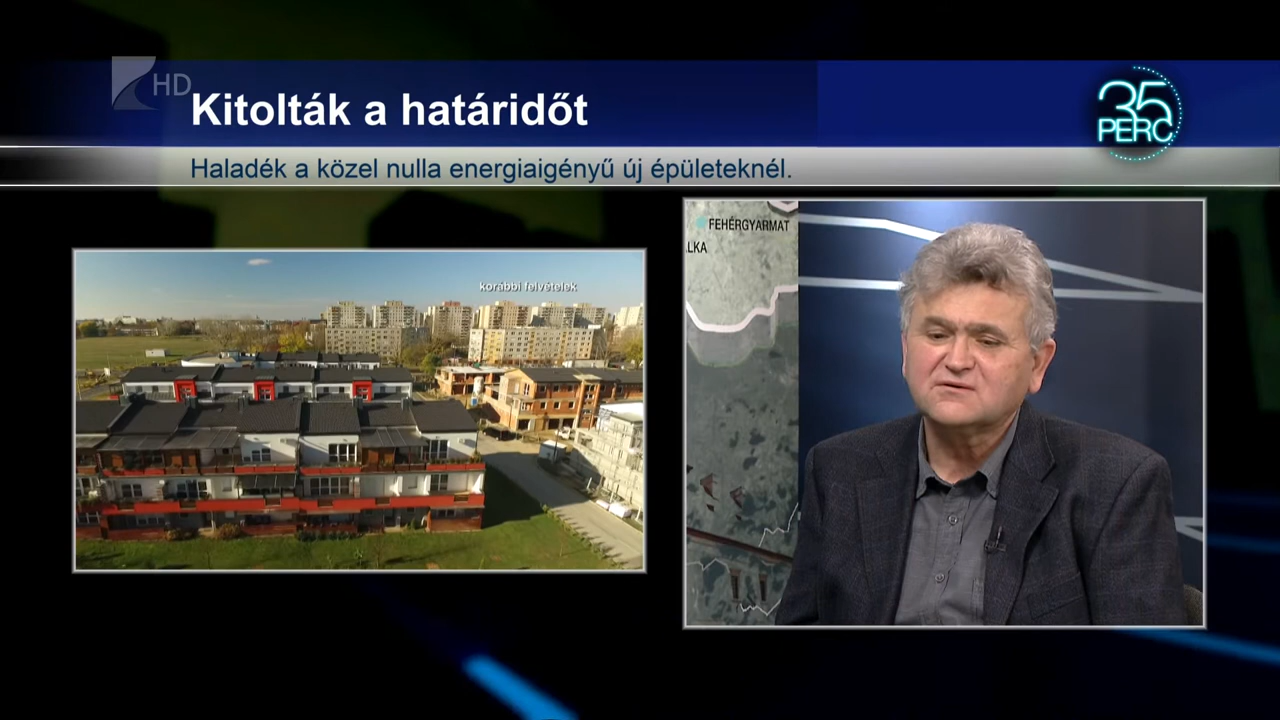 HD
Kitolták a határidőt
35
PERC
Haladék a közel nulla energiaigényű új épületeknél.
korábbi felvételek
FEHÉRGYARMAT
LKA